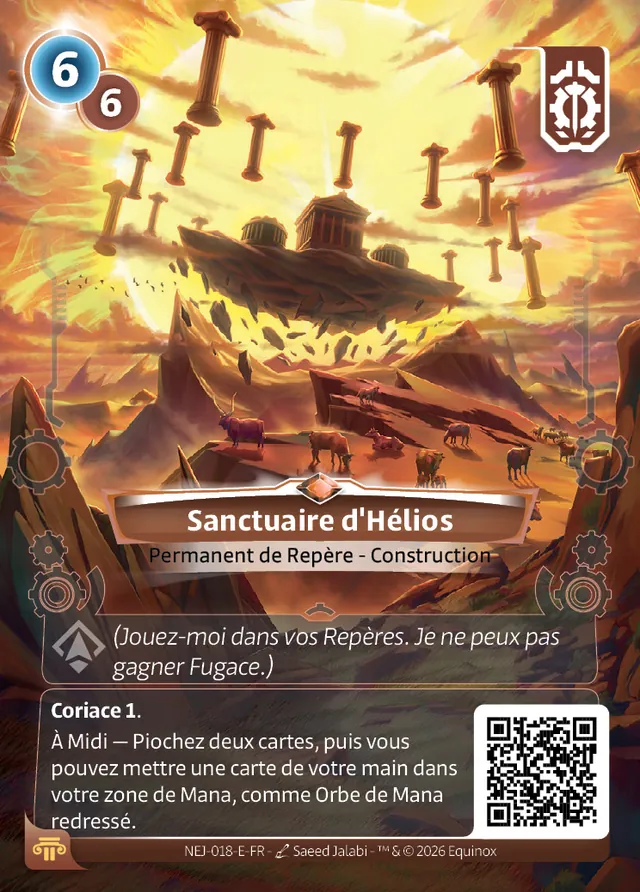 6
6
Sanctuaire d'Hélios
Permanent de Repère - Construction
(Jouez-moi dans vos Repères. Je ne peux pas
gagner Fugace.)
Coriace 1.
À Midi — Piochez deux cartes, puis vous
pouvez mettre une carte de votre main dans
votre zone de Mana, comme Orbe de Mana
redressé.
NEJ-018-E-FR - Saeed Jalabi - ™ & © 2026 Equinox